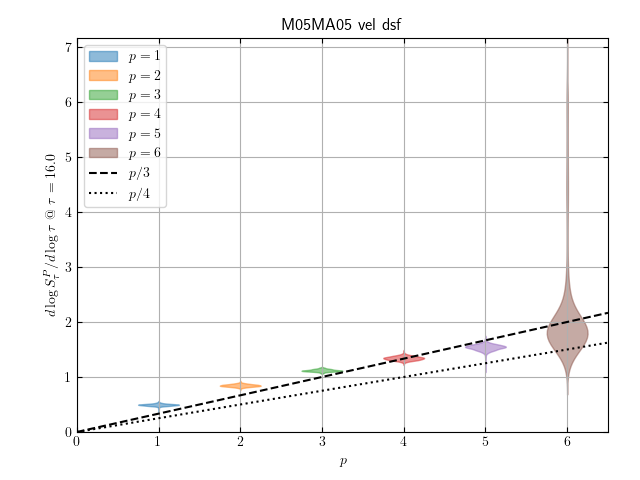 M05MA05 vel dsf
7
6
5
4
3
2
1
0
d log S_τ^P / d log τ @ τ = 16.0
p = 1
p = 2
p = 3
p = 4
p = 5
p = 6
p/3
p/4
0 1 2 3 4 5 6
p